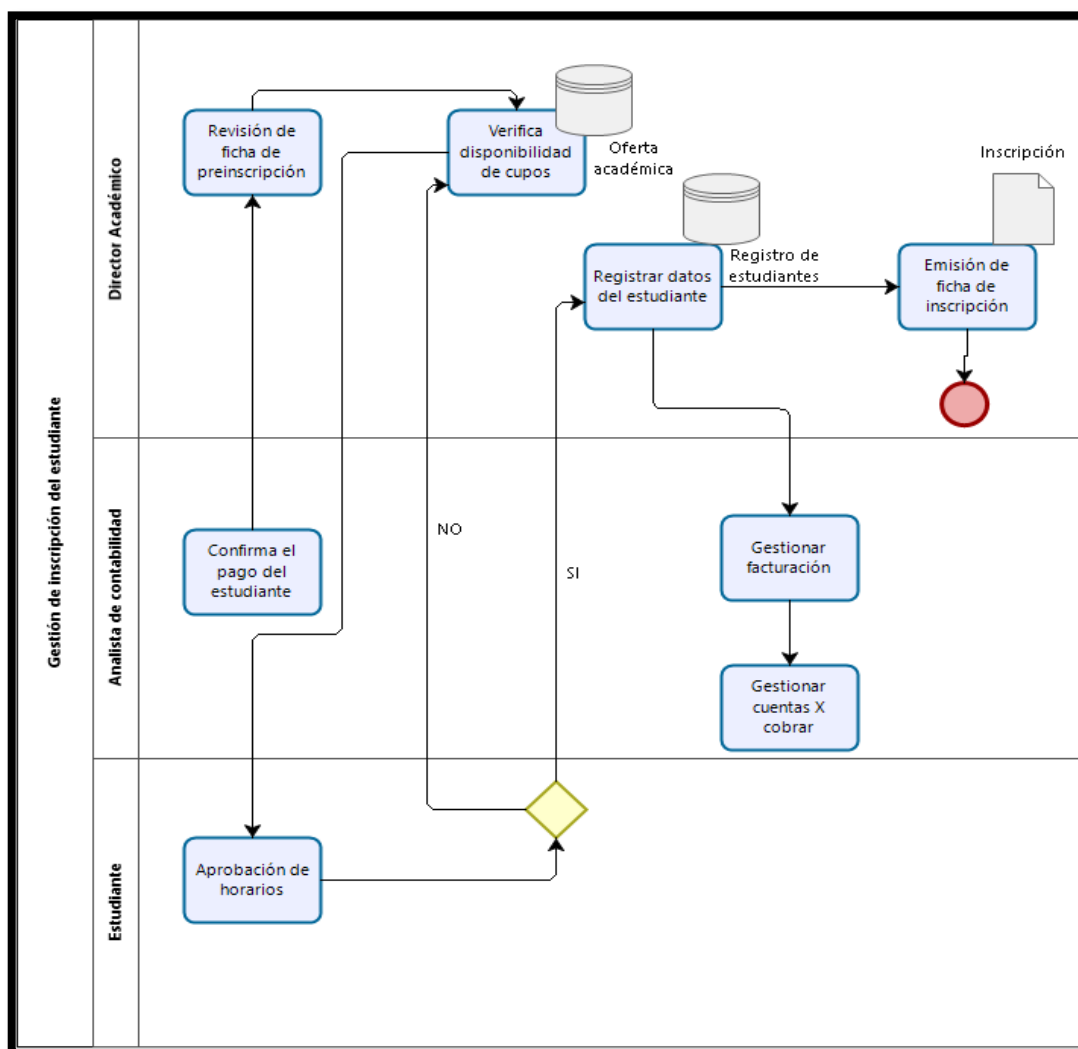 Gestión de inscripción del estudiante
Director Académico
Revisión de
ficha de
preinscripción
Verifica
disponibilidad
de cupos
Oferta
académica
Inscripción
Registrar datos
del estudiante
Registro de
estudiantes
Emisión de
ficha de
inscripción
Analista de contabilidad
Confirma el
pago del
estudiante
NO
SI
Gestionar
facturación
Gestionar
cuentas X
cobrar
Estudiante
Aprobación de
horarios